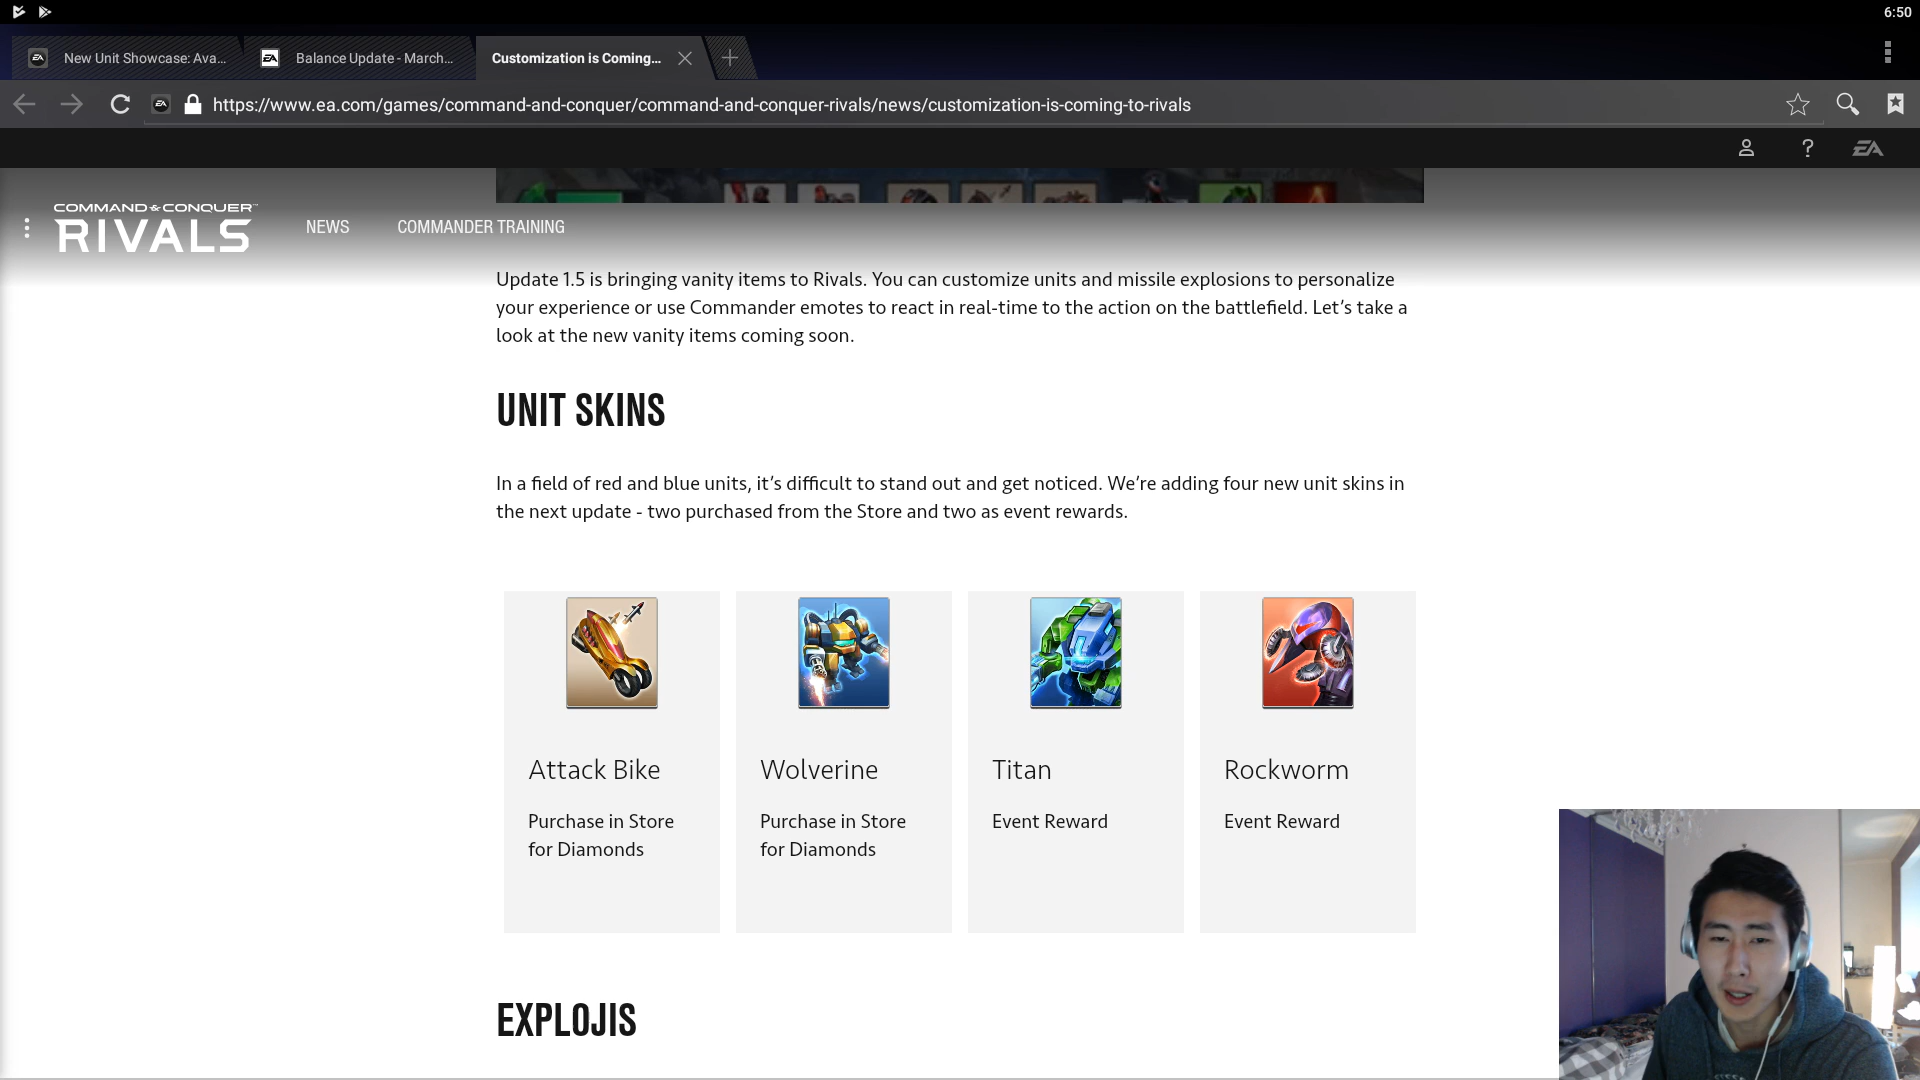 6:50
New Unit Showcase: Ava...
Balance Update - March...
Customization is Coming...
https://www.ea.com/games/command-and-conquer/command-and-conquer-rivals/news/customization-is-coming-to-rivals
?
EA
COMMAND & CONQUER™
RIVALS
NEWS
COMMANDER TRAINING
Update 1.5 is bringing vanity items to Rivals. You can customize units and missile explosions to personalize
your experience or use Commander emotes to react in real-time to the action on the battlefield. Let’s take a
look at the new vanity items coming soon.
UNIT SKINS
In a field of red and blue units, it’s difficult to stand out and get noticed. We’re adding four new unit skins in
the next update - two purchased from the Store and two as event rewards.
Attack Bike
Purchase in Store
for Diamonds
Wolverine
Purchase in Store
for Diamonds
Titan
Event Reward
Rockworm
Event Reward
EXPLOJIS